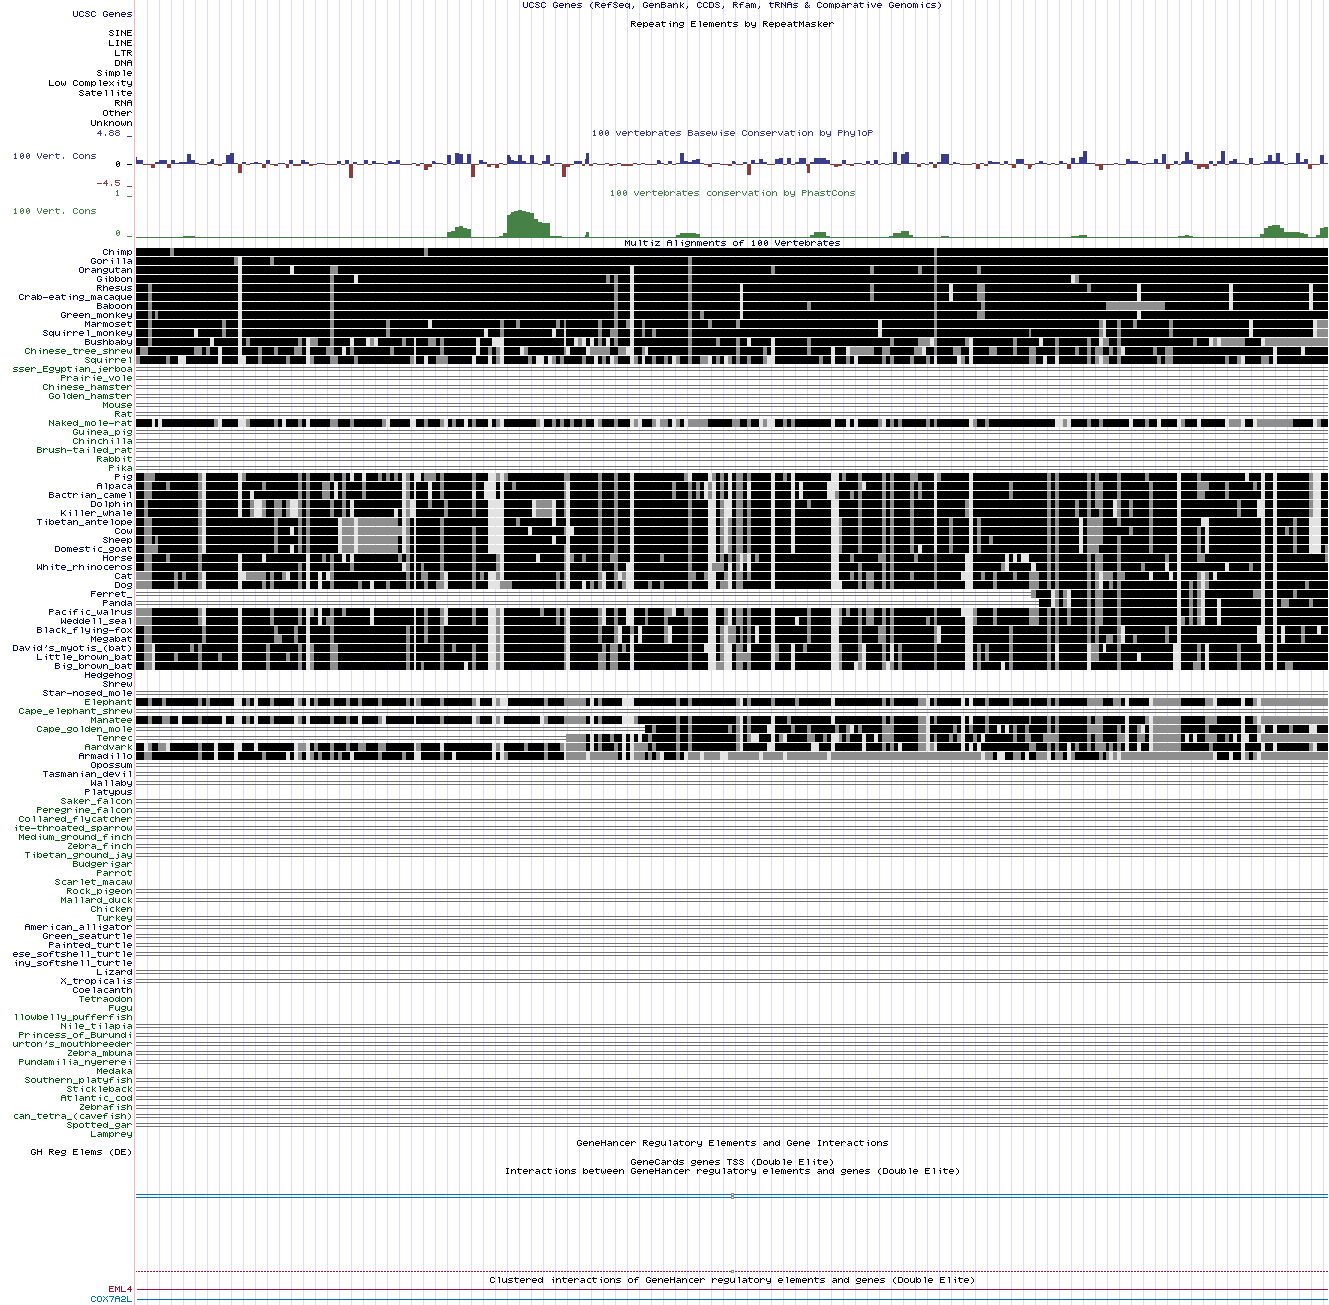 UCSC Genes (RefSeq, GenBank, CCDS, Rfam, tRNAs & Comparative Genomics)
UCSC Genes
Repeating Elements by RepeatMasker
SINE
LINE
LTR
DNA
Simple
Low Complexity
Satellite
RNA
Other
Unknown
100 vertebrates Basewise Conservation by PhyloP
4.88 _
100 Vert. Cons
0 _
-4.5 _
100 vertebrates conservation by PhastCons
1 _
100 Vert. Cons
0 _
Multiz Alignments of 100 Vertebrates
Chimp
Gorilla
Orangutan
Gibbon
Rhesus
Crab-eating_macaque
Baboon
Green_monkey
Marmoset
Squirrel_monkey
Bushbaby
Chinese_tree_shrew
Squirrel
sser_Egyptian_jerboa
Prairie_vole
Chinese_hamster
Golden_hamster
Mouse
Rat
Naked_mole-rat
Guinea_pig
Chinchilla
Brush-tailed_rat
Rabbit
Pika
Pig
Alpaca
Bactrian_camel
Dolphin
Killer_whale
Tibetan_antelope
Cow
Sheep
Domestic_goat
Horse
White_rhinoceros
Cat
Dog
Ferret_
Panda
Pacific_walrus
Weddell_seal
Black_flying-fox
Megabat
David's_myotis_(bat)
Little_brown_bat
Big_brown_bat
Hedgehog
Shrew
Star-nosed_mole
Elephant
Cape_elephant_shrew
Manatee
Cape_golden_mole
Tenrec
Aardvark
Armadillo
Opossum
Tasmanian_devil
Wallaby
Platypus
Saker_falcon
Peregrine_falcon
Collared_flycatcher
ite-throated_sparrow
Medium_ground_finch
Zebra_finch
Tibetan_ground_jay
Budgerigar
Parrot
Scarlet_macaw
Rock_pigeon
Mallard_duck
Chicken
Turkey
American_alligator
Green_seaturtle
Painted_turtle
ese_softshell_turtle
iny_softshell_turtle
Lizard
X_tropicalis
Coelacanth
Tetraodon
Fugu
llowbelly_pufferfish
Nile_tilapia
Princess_of_Burundi
urton's_mouthbreeder
Zebra_mbuna
Pundamilia_nyererei
Medaka
Southern_platyfish
Stickleback
Atlantic_cod
Zebrafish
can_tetra_(cavefish)
Spotted_gar
Lamprey
GeneHancer Regulatory Elements and Gene Interactions
GH Reg Elems (DE)
GeneCards genes TSS (Double Elite)
Interactions between GeneHancer regulatory elements and genes (Double Elite)
Clustered interactions of GeneHancer regulatory elements and genes (Double Elite)
EML4
COX7A2L